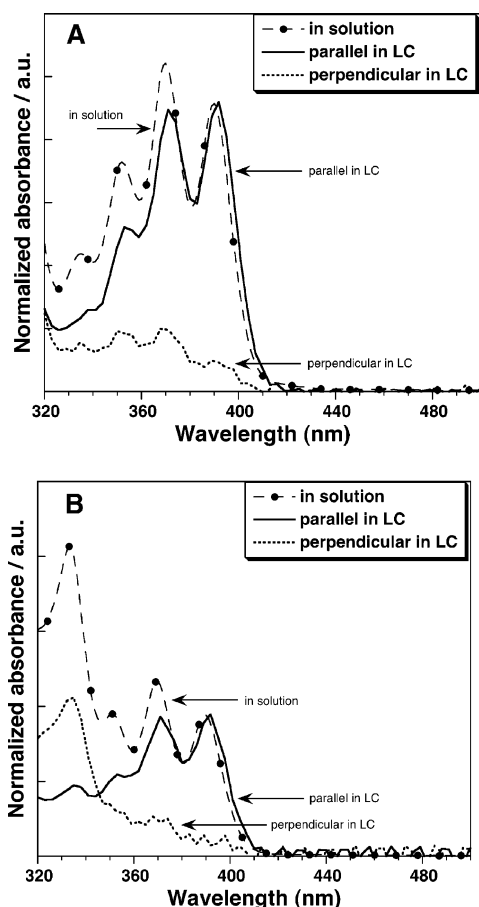 A
in solution
parallel in LC
perpendicular in LC
in solution
parallel in LC
perpendicular in LC
Normalized absorbance / a.u.
320 360 400 440 480
Wavelength (nm)
B
in solution
parallel in LC
perpendicular in LC
in solution
parallel in LC
perpendicular in LC
Normalized absorbance / a.u.
320 360 400 440 480
Wavelength (nm)